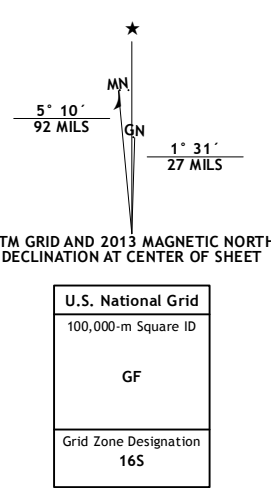 MN
5° 10´
92 MILS
GN
1° 31´
27 MILS
TM GRID AND 2013 MAGNETIC NORTH
DECLINATION AT CENTER OF SHEET
U.S. National Grid
100,000-m Square ID
GF
Grid Zone Designation
16S